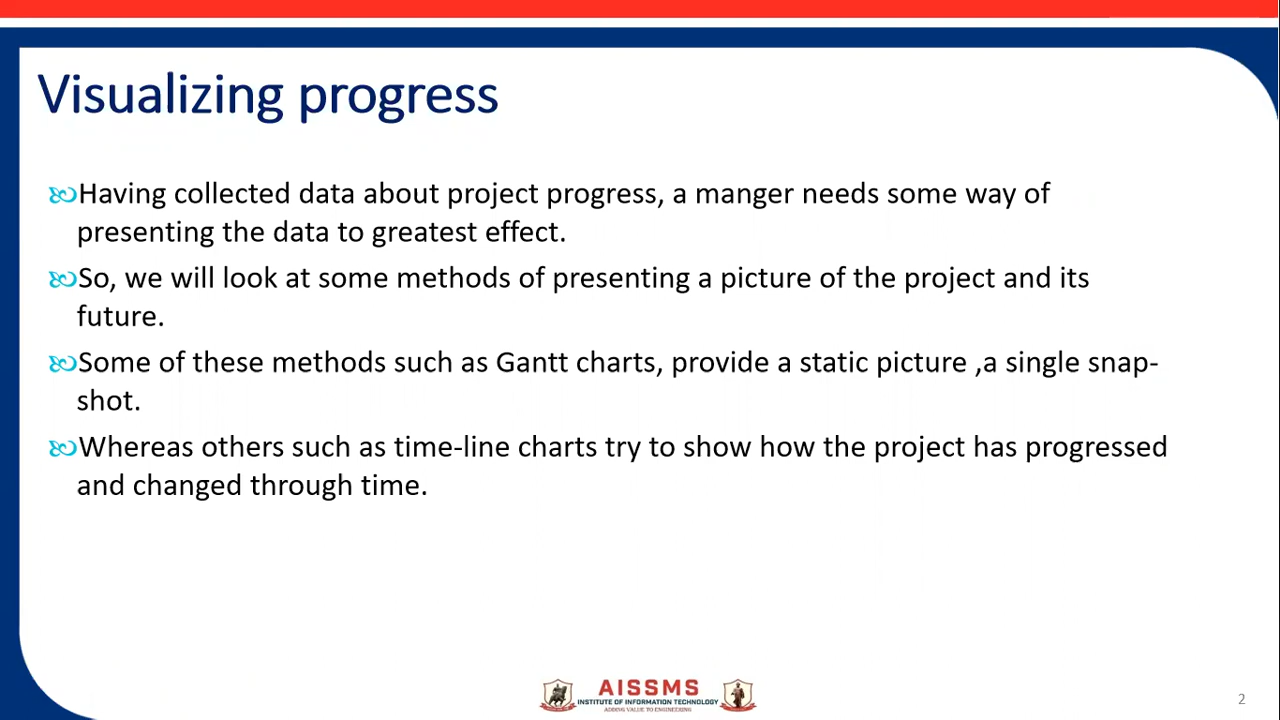 Visualizing progress
Having collected data about project progress, a manger needs some way of
presenting the data to greatest effect.
So, we will look at some methods of presenting a picture of the project and its
future.
Some of these methods such as Gantt charts, provide a static picture ,a single snap-
shot.
Whereas others such as time-line charts try to show how the project has progressed
and changed through time.
AISSMS
INSTITUTE OF INFORMATION TECHNOLOGY
ADDING VALUE TO ENGINEERING
2